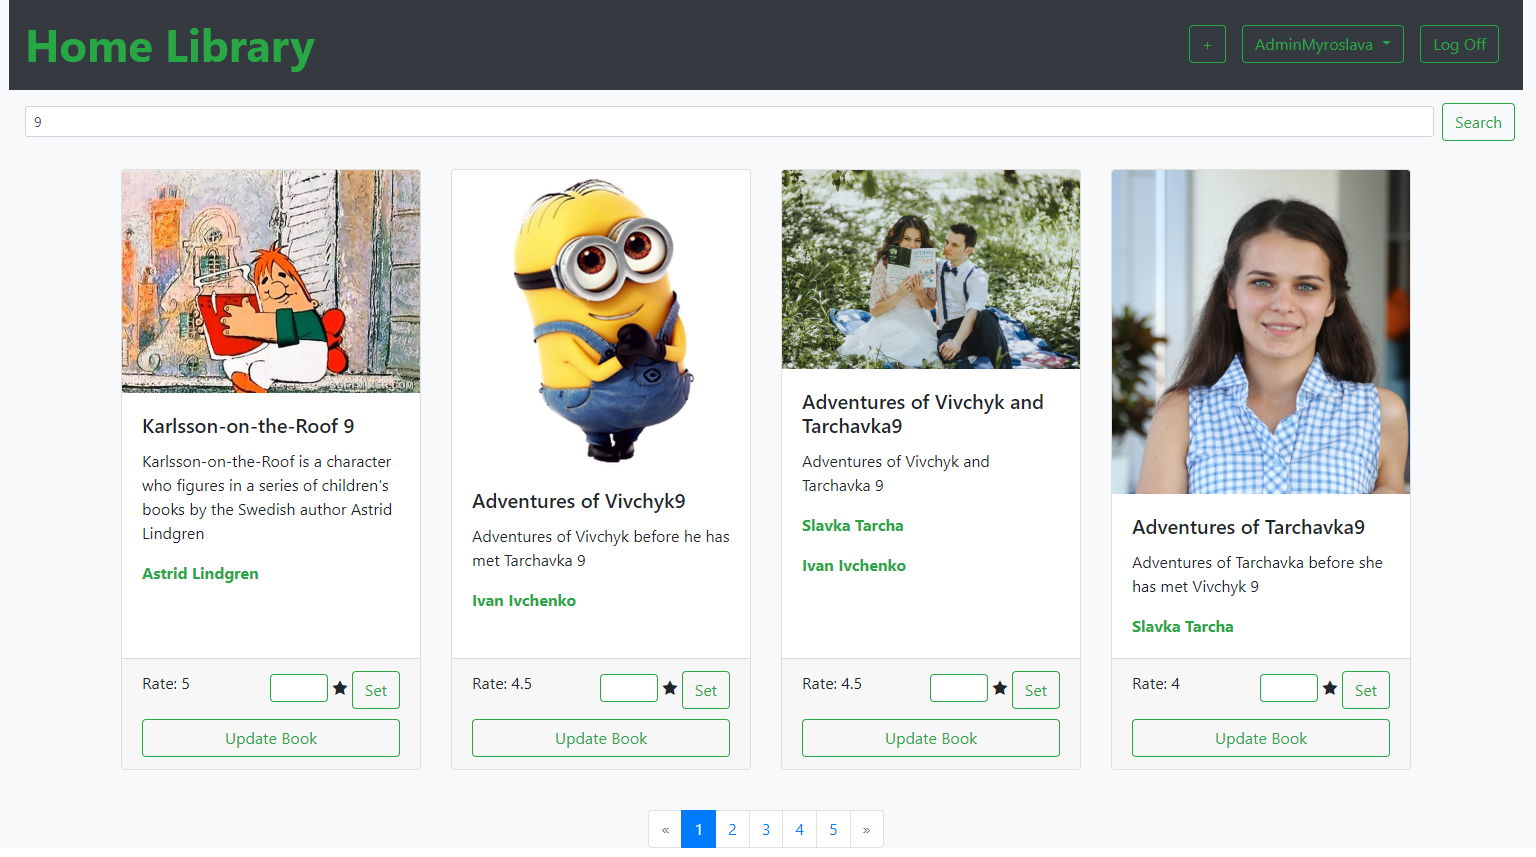 Home Library
+
AdminMyroslava
Log Off
9
Search
Karlsson-on-the-Roof 9
Karlsson-on-the-Roof is a character
who figures in a series of children's
books by the Swedish author Astrid
Lindgren
Astrid Lindgren
Rate: 5
Set
Update Book
Adventures of Vivchyk9
Adventures of Vivchyk before he has
met Tarchavka 9
Ivan Ivchenko
Rate: 4.5
Set
Update Book
Adventures of Vivchyk and
Tarchavka9
Adventures of Vivchyk and
Tarchavka 9
Slavka Tarcha
Ivan Ivchenko
Rate: 4.5
Set
Update Book
Adventures of Tarchavka9
Adventures of Tarchavka before she
has met Vivchyk 9
Slavka Tarcha
Rate: 4
Set
Update Book
« 1 2 3 4 5 »